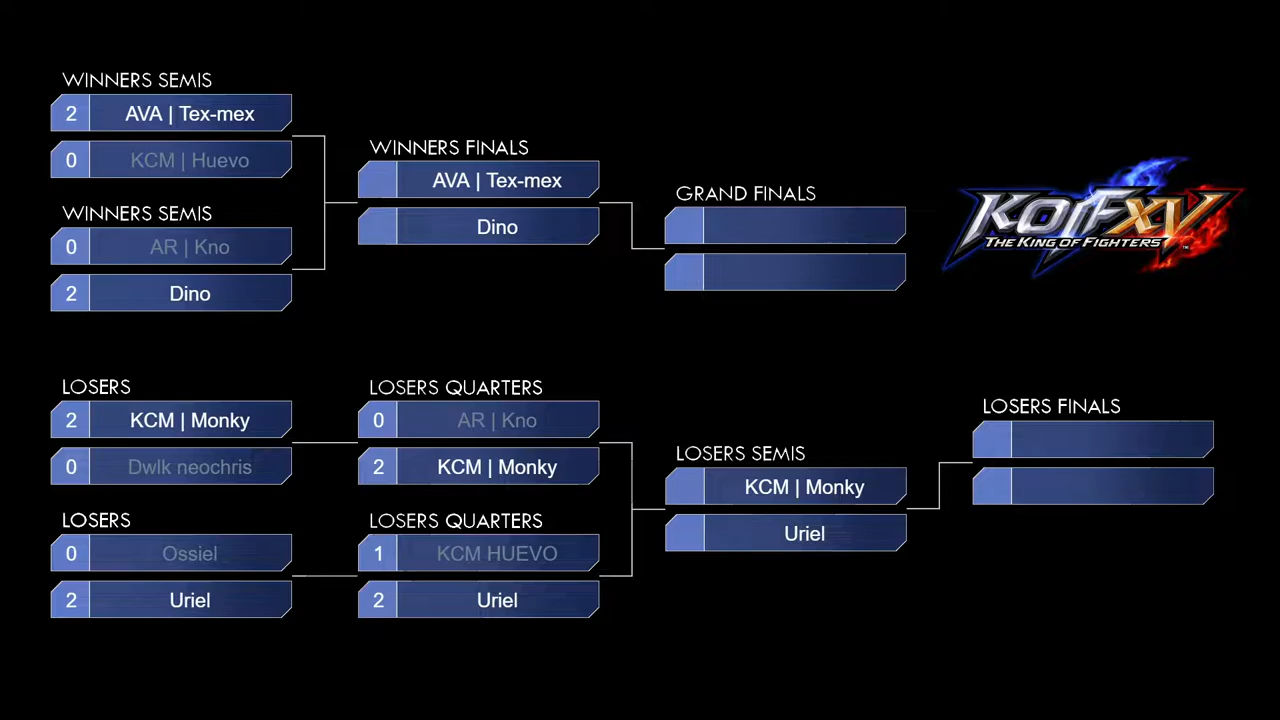 WINNERS SEMIS
2 AVA | Tex-mex
0 KCM | Huevo
WINNERS SEMIS
0 AR | Kno
2 Dino
WINNERS FINALS
AVA | Tex-mex
Dino
GRAND FINALS
KOF XV
THE KING OF FIGHTERS™
LOSERS
2 KCM | Monky
0 Dwlk neochris
LOSERS
0 Ossiel
2 Uriel
LOSERS QUARTERS
0 AR | Kno
2 KCM | Monky
LOSERS QUARTERS
1 KCM HUEVO
2 Uriel
LOSERS SEMIS
KCM | Monky
Uriel
LOSERS FINALS